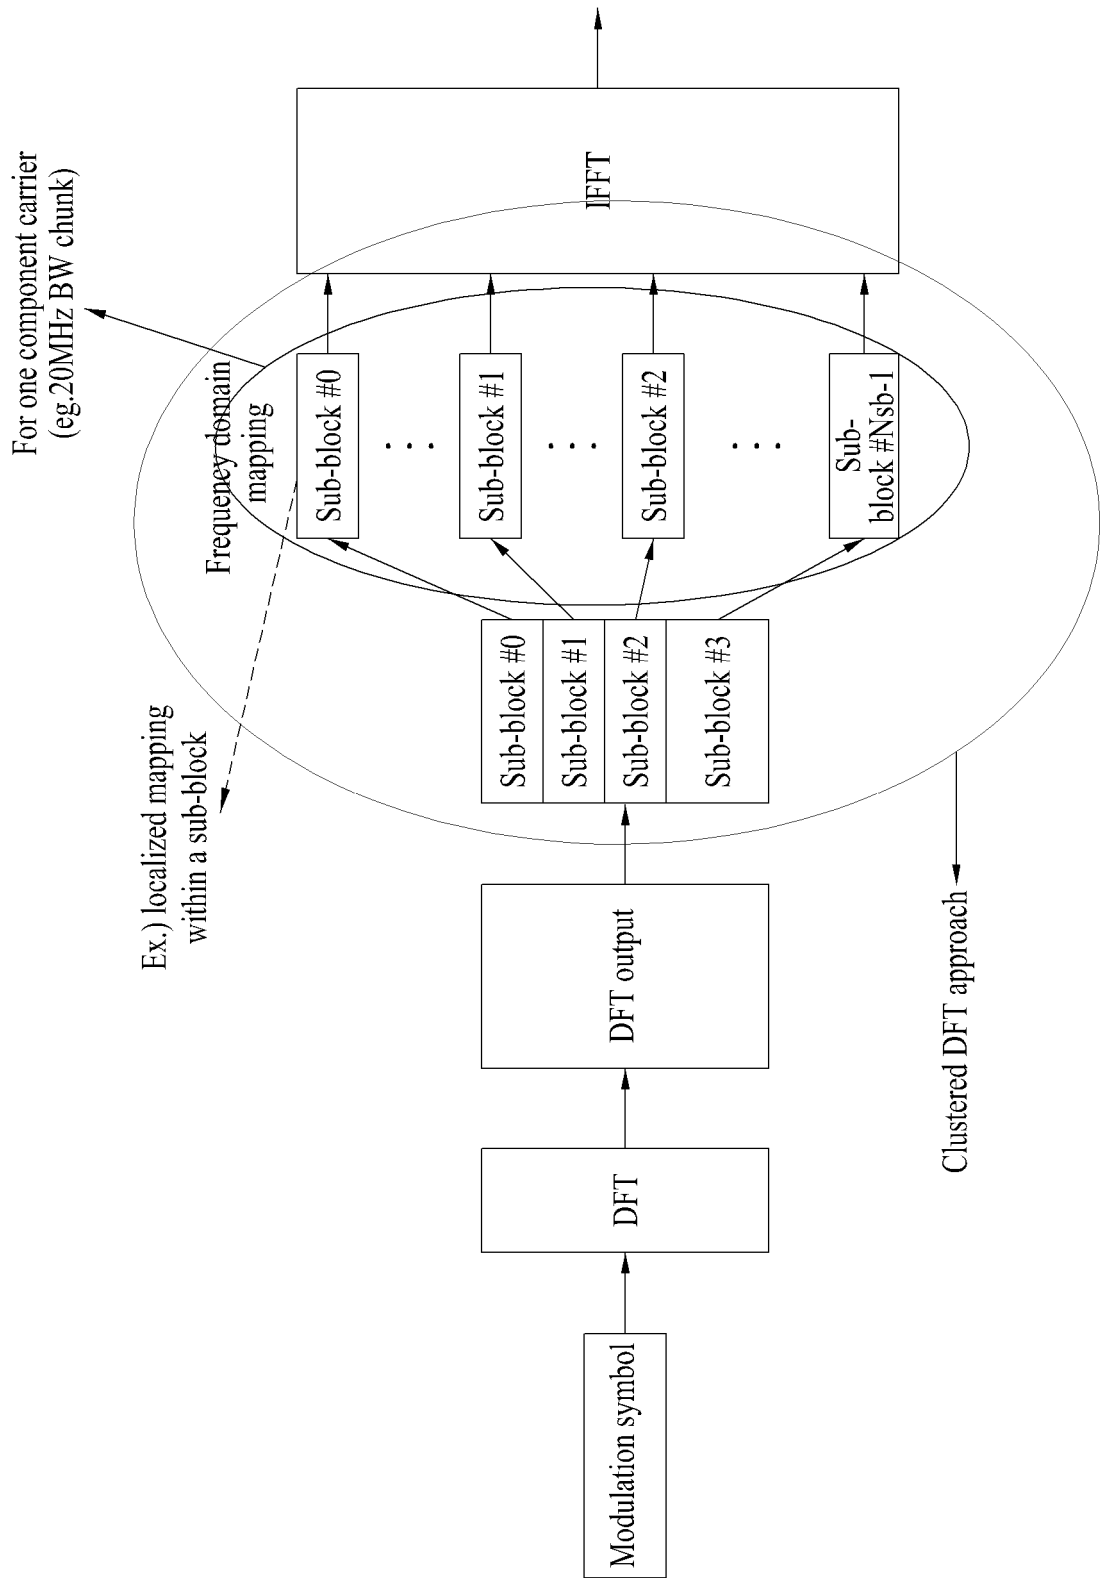 Modulation symbol
DFT
DFT output
Sub-block #0
Sub-block #1
Sub-block #2
Sub-block #3
Ex.) localized mapping
within a sub-block
Frequency domain
mapping
Sub-block #0
Sub-block #1
Sub-block #2
Sub-
block #Nsb-1
For one component carrier
(eg.20MHz BW chunk)
IFFT
Clustered DFT approach